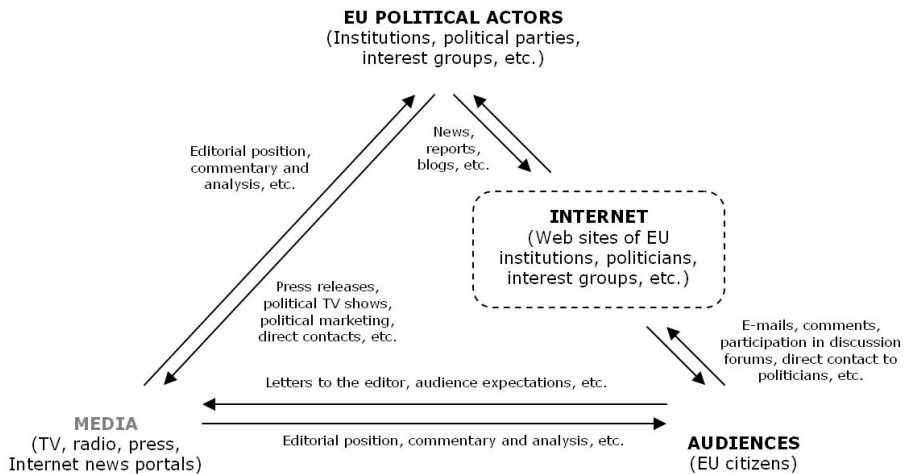 EU POLITICAL ACTORS
(Institutions, political parties,
interest groups, etc.)
News,
reports,
blogs, etc.
Editorial position,
commentary and
analysis, etc.
INTERNET
(Web sites of EU
institutions, politicians,
interest groups, etc.)
Press releases,
political TV shows,
political marketing,
direct contacts, etc.
E-mails, comments,
participation in discussion
forums, direct contact to
politicians, etc.
Letters to the editor, audience expectations, etc.
MEDIA
(TV, radio, press,
Internet news portals)
Editorial position, commentary and analysis, etc.
AUDIENCES
(EU citizens)